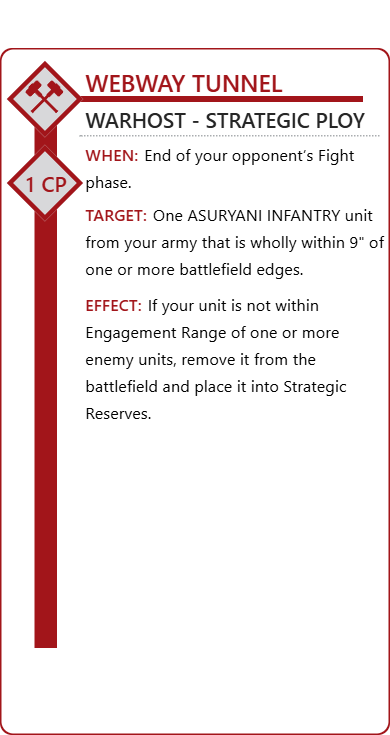 WEBWAY TUNNEL
WARHOST - STRATEGIC PLOY
1 CP
WHEN: End of your opponent’s Fight
phase.
TARGET: One ASURYANI INFANTRY unit
from your army that is wholly within 9" of
one or more battlefield edges.
EFFECT: If your unit is not within
Engagement Range of one or more
enemy units, remove it from the
battlefield and place it into Strategic
Reserves.